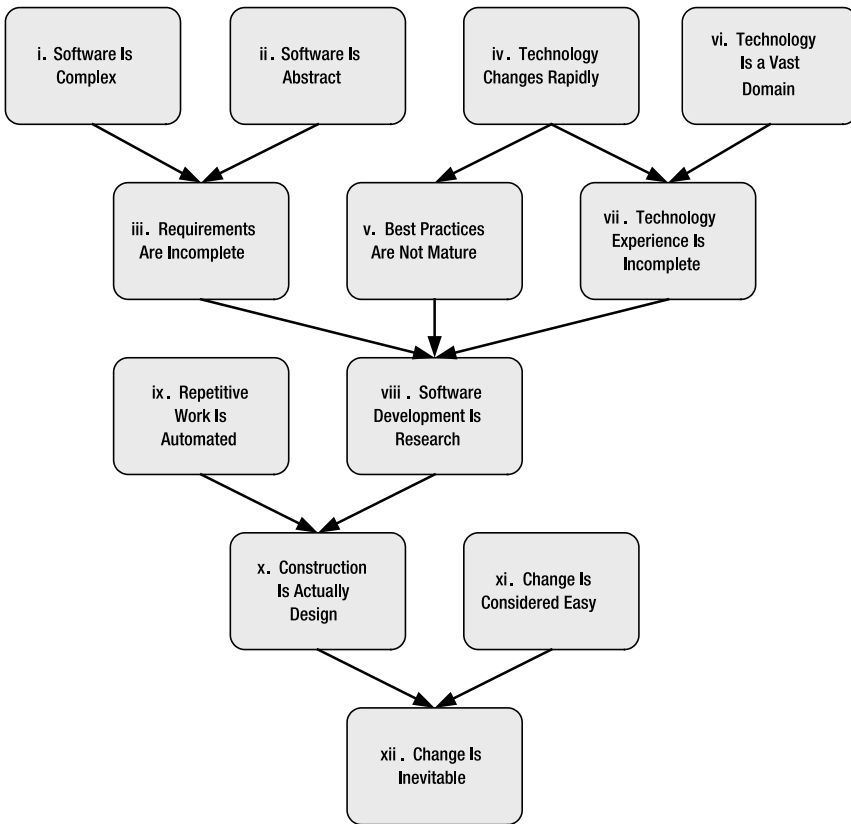 i. Software Is
Complex
ii. Software Is
Abstract
iv. Technology
Changes Rapidly
vi. Technology
Is a Vast
Domain
iii. Requirements
Are Incomplete
v. Best Practices
Are Not Mature
vii. Technology
Experience Is
Incomplete
ix. Repetitive
Work Is
Automated
viii. Software
Development Is
Research
x. Construction
Is Actually
Design
xi. Change Is
Considered Easy
xii. Change Is
Inevitable